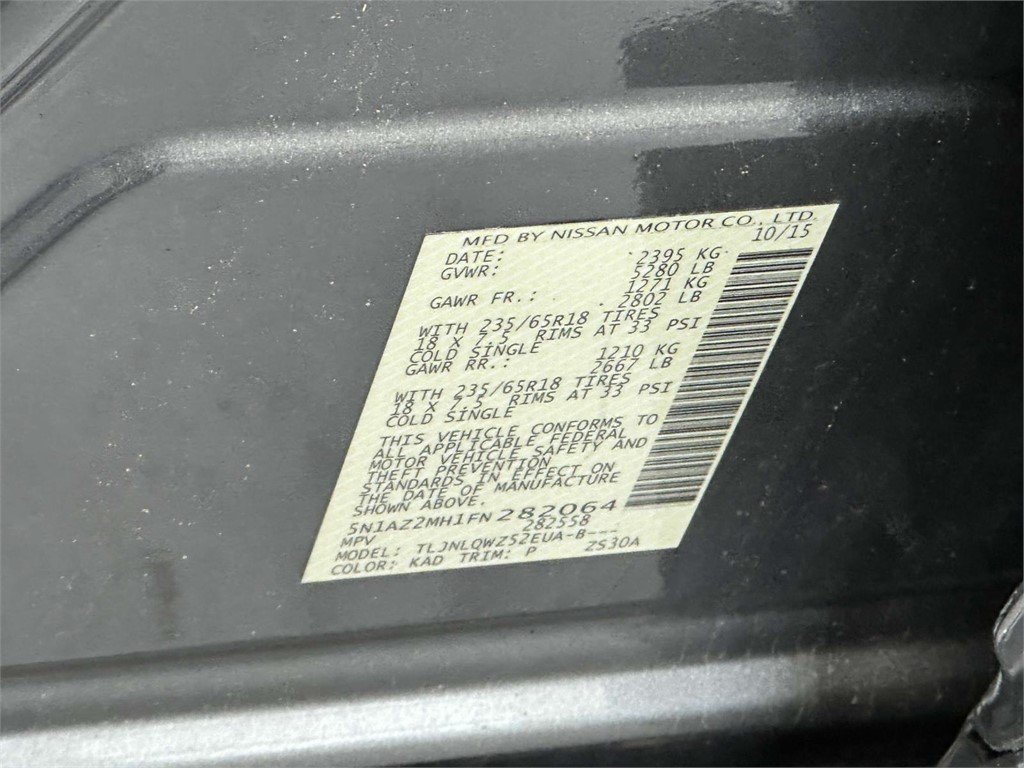 MFD BY NISSAN MOTOR CO., LTD.
DATE: 10/15
GVWR: 2395 KG
5280 LB
GAWR FR.: 1271 KG
2802 LB
WITH 235/65R18 TIRES
18 X 7.5 RIMS AT 33 PSI
COLD SINGLE
GAWR RR.: 1210 KG
2667 LB
WITH 235/65R18 TIRES
18 X 7.5 RIMS AT 33 PSI
COLD SINGLE
THIS VEHICLE CONFORMS TO
ALL APPLICABLE FEDERAL
MOTOR VEHICLE SAFETY AND
THEFT PREVENTION
STANDARDS IN EFFECT ON
THE DATE OF MANUFACTURE
SHOWN ABOVE.
5N1AZ2MH1FN282064
MPV 282558
MODEL: TLJNLQWZ52EUA-B---
COLOR: KAD TRIM: P ZS30A